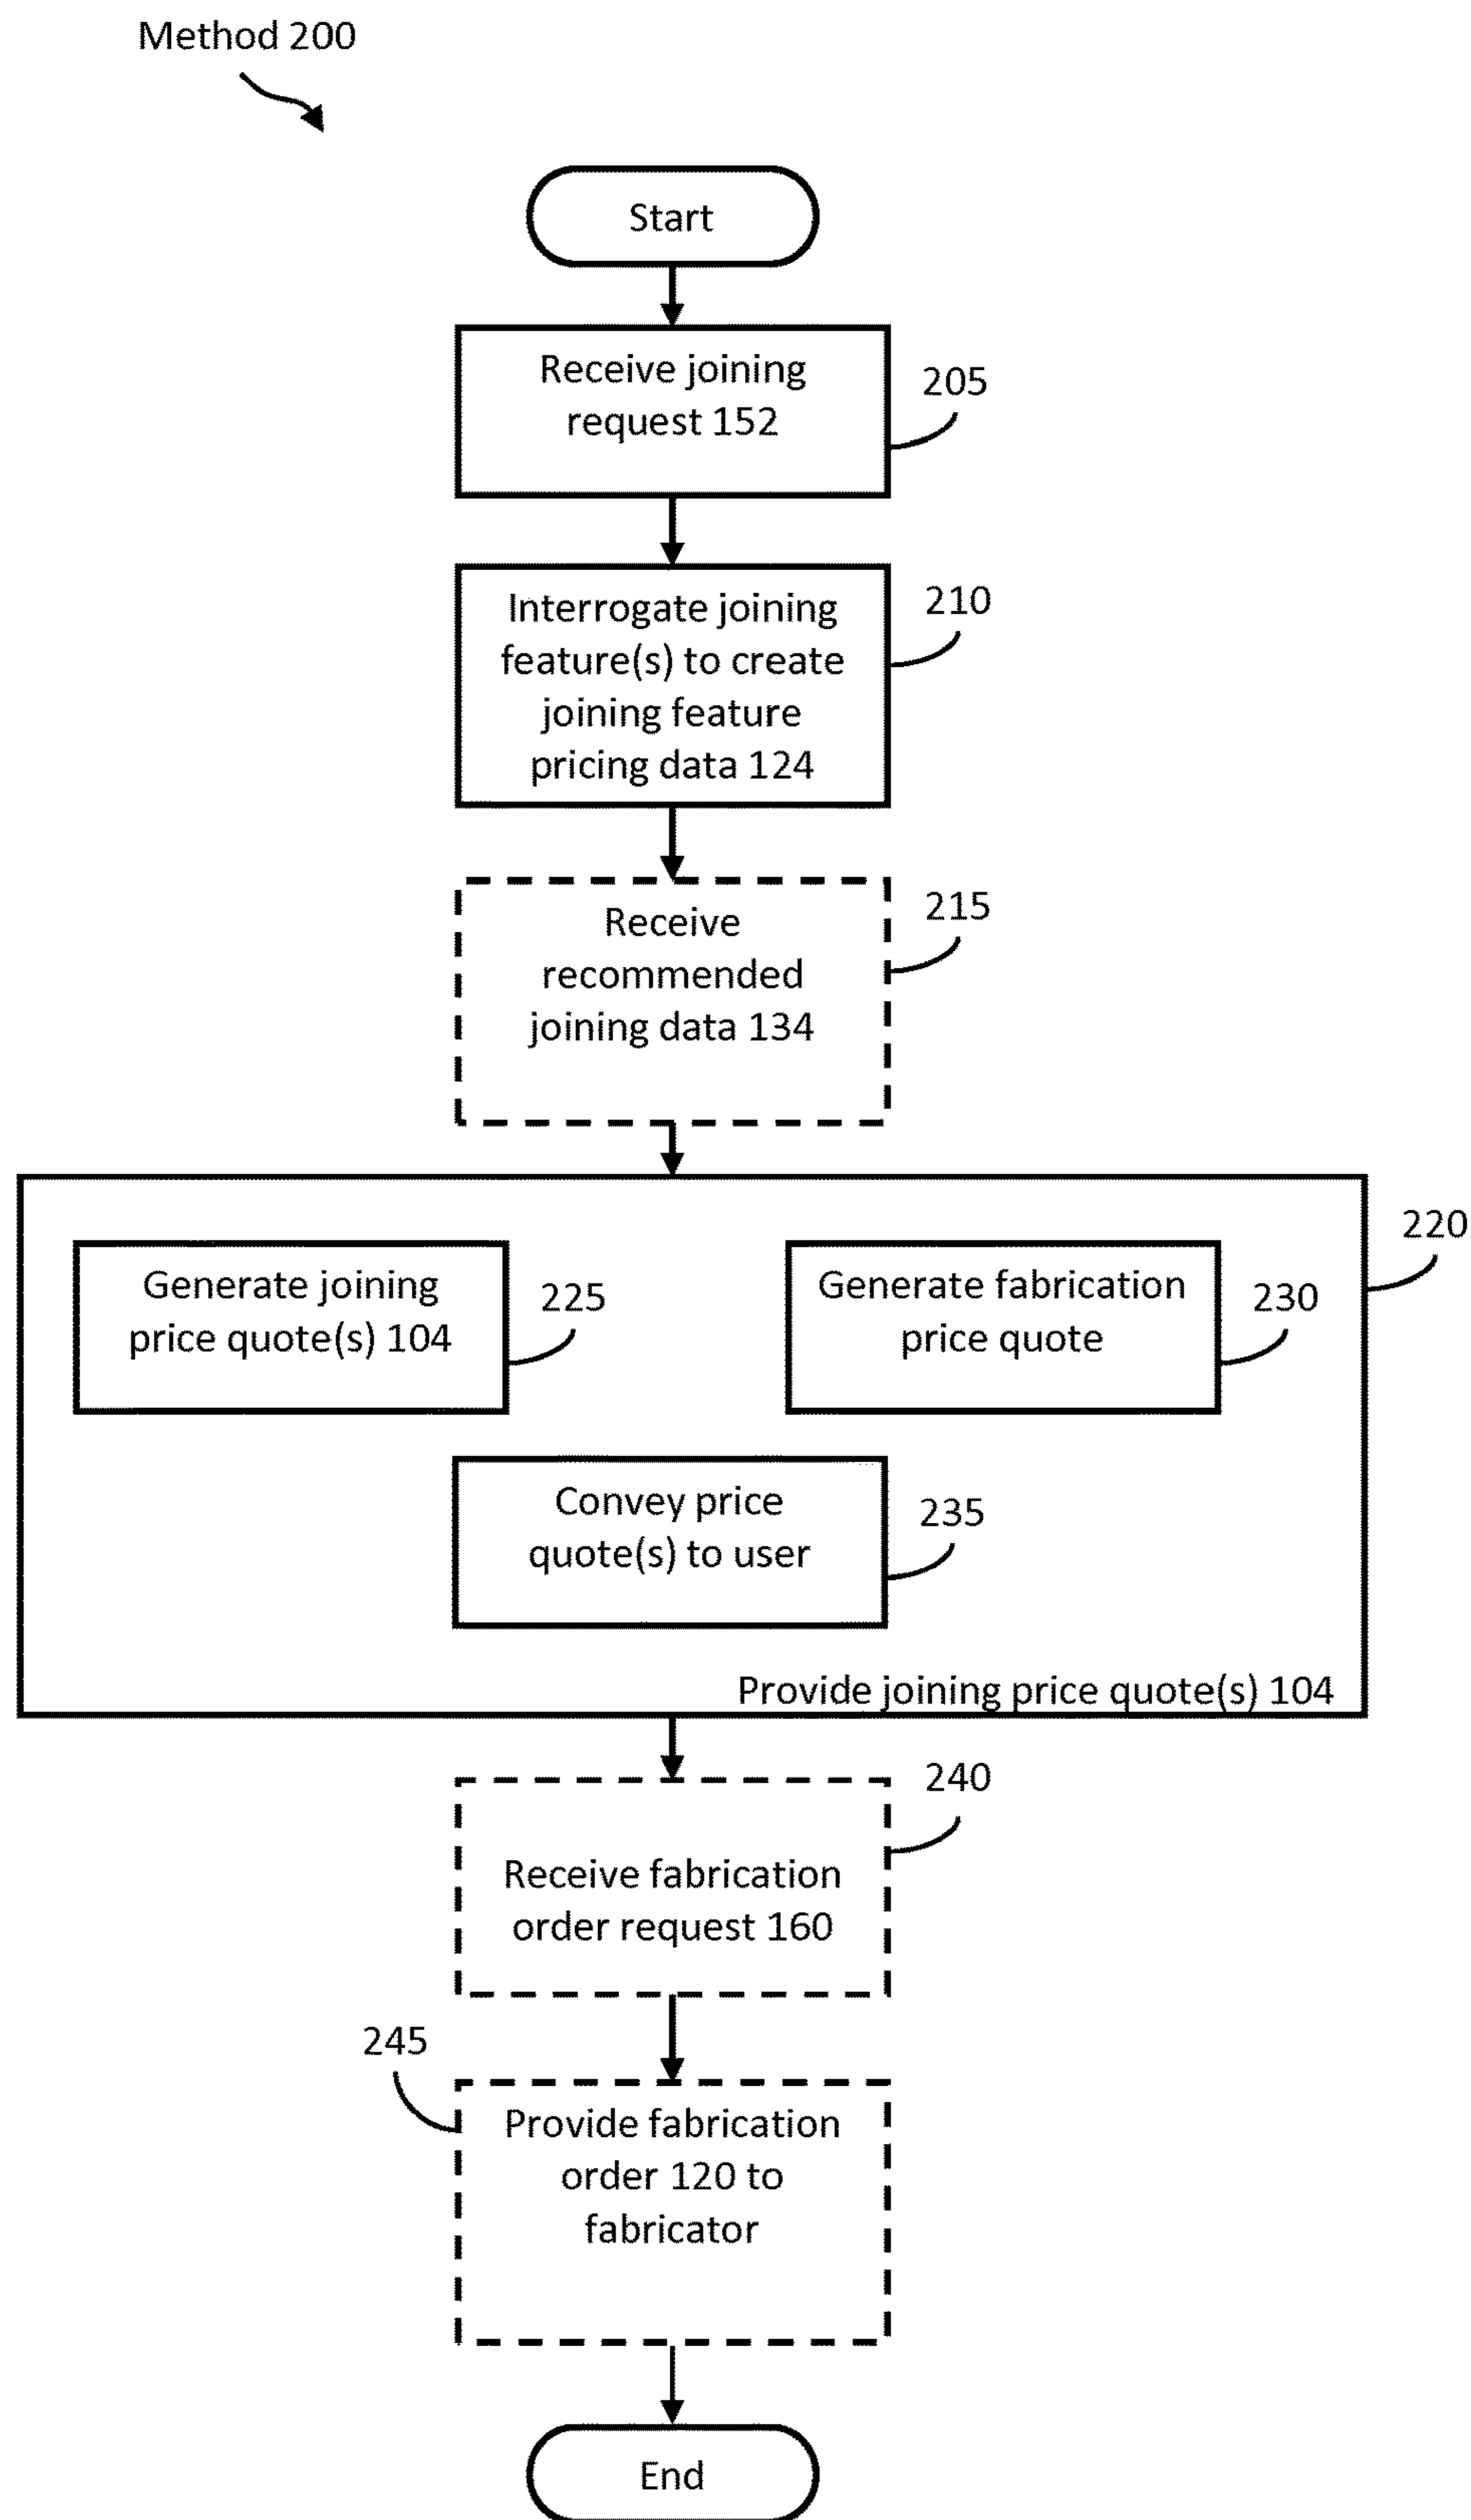 Method 200
Start
Receive joining
request 152
205
Interrogate joining
feature(s) to create
joining feature
pricing data 124
210
Receive
recommended
joining data 134
215
220
Generate joining
price quote(s) 104
225
Generate fabrication
price quote
230
Convey price
quote(s) to user
235
Provide joining price quote(s) 104
240
Receive fabrication
order request 160
245
Provide fabrication
order 120 to
fabricator
End